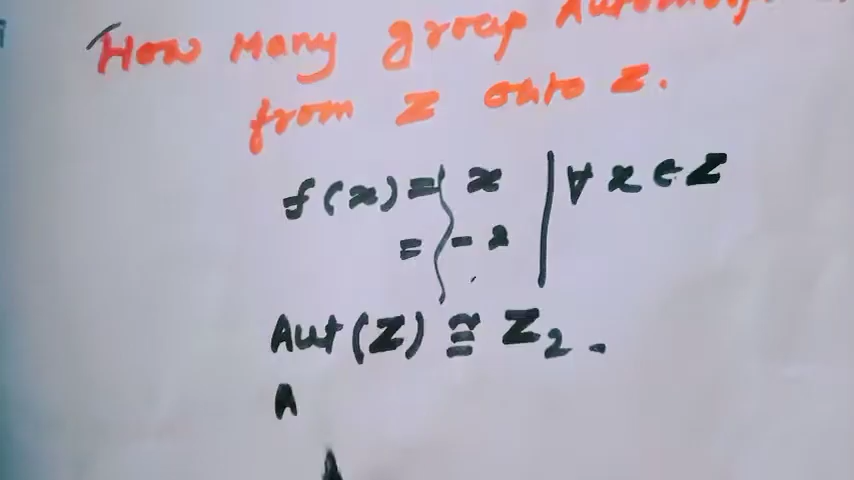 How Many group
from Z onto Z.
f(x) = { x | ∀ x ∈ Z
= { - x
Aut(Z) ≅ Z₂.
A